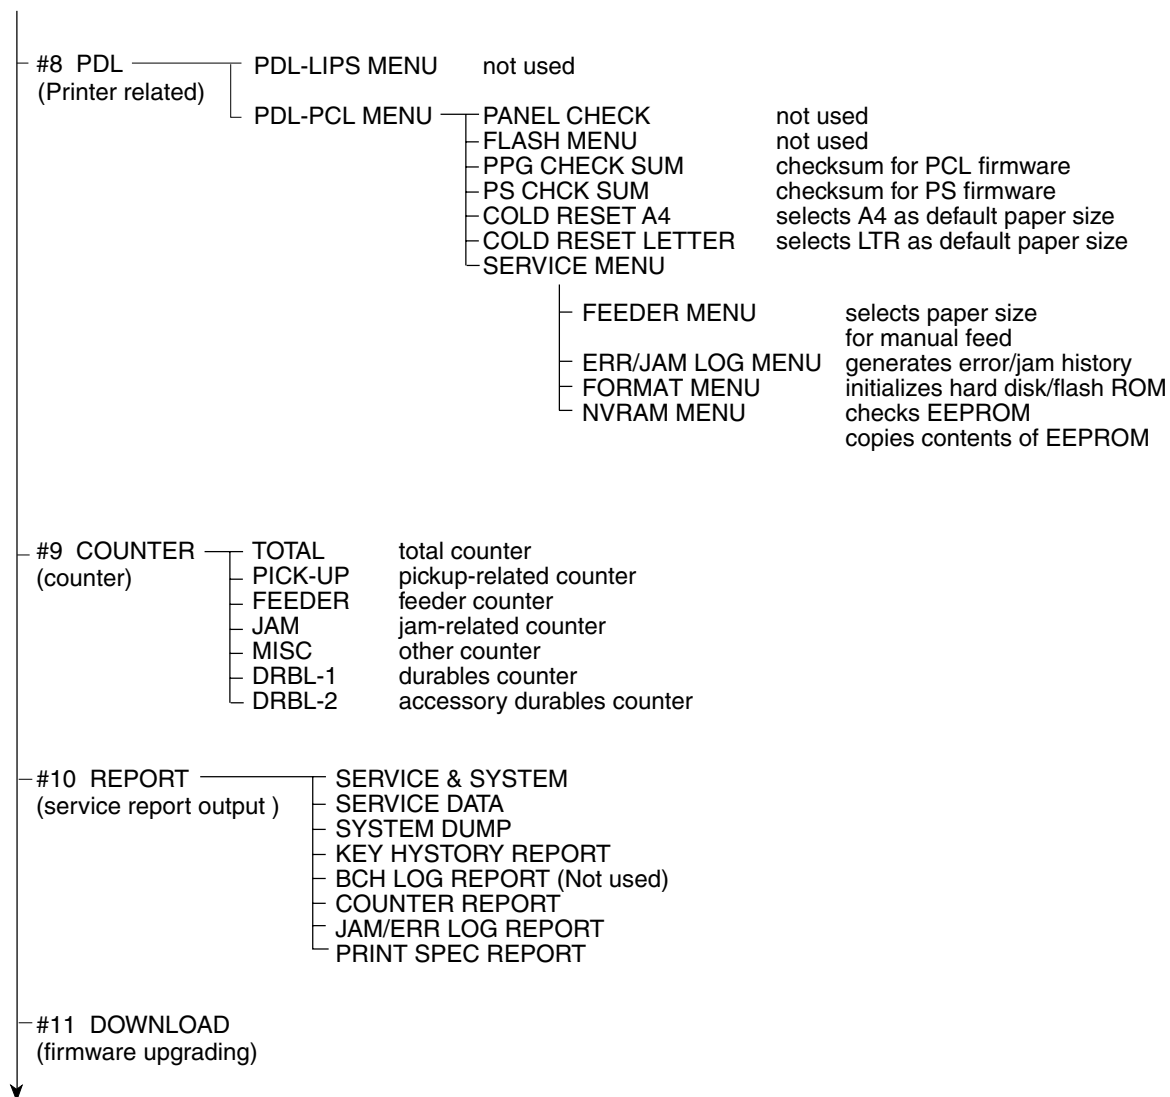 #8 PDL PDL-LIPS MENU not used
(Printer related)
PDL-PCL MENU PANEL CHECK not used
FLASH MENU not used
PPG CHECK SUM checksum for PCL firmware
PS CHCK SUM checksum for PS firmware
COLD RESET A4 selects A4 as default paper size
COLD RESET LETTER selects LTR as default paper size
SERVICE MENU
FEEDER MENU selects paper size
for manual feed
ERR/JAM LOG MENU generates error/jam history
FORMAT MENU initializes hard disk/flash ROM
NVRAM MENU checks EEPROM
copies contents of EEPROM
#9 COUNTER TOTAL total counter
(counter) PICK-UP pickup-related counter
FEEDER feeder counter
JAM jam-related counter
MISC other counter
DRBL-1 durables counter
DRBL-2 accessory durables counter
#10 REPORT SERVICE & SYSTEM
(service report output ) SERVICE DATA
SYSTEM DUMP
KEY HYSTORY REPORT
BCH LOG REPORT (Not used)
COUNTER REPORT
JAM/ERR LOG REPORT
PRINT SPEC REPORT
#11 DOWNLOAD
(firmware upgrading)